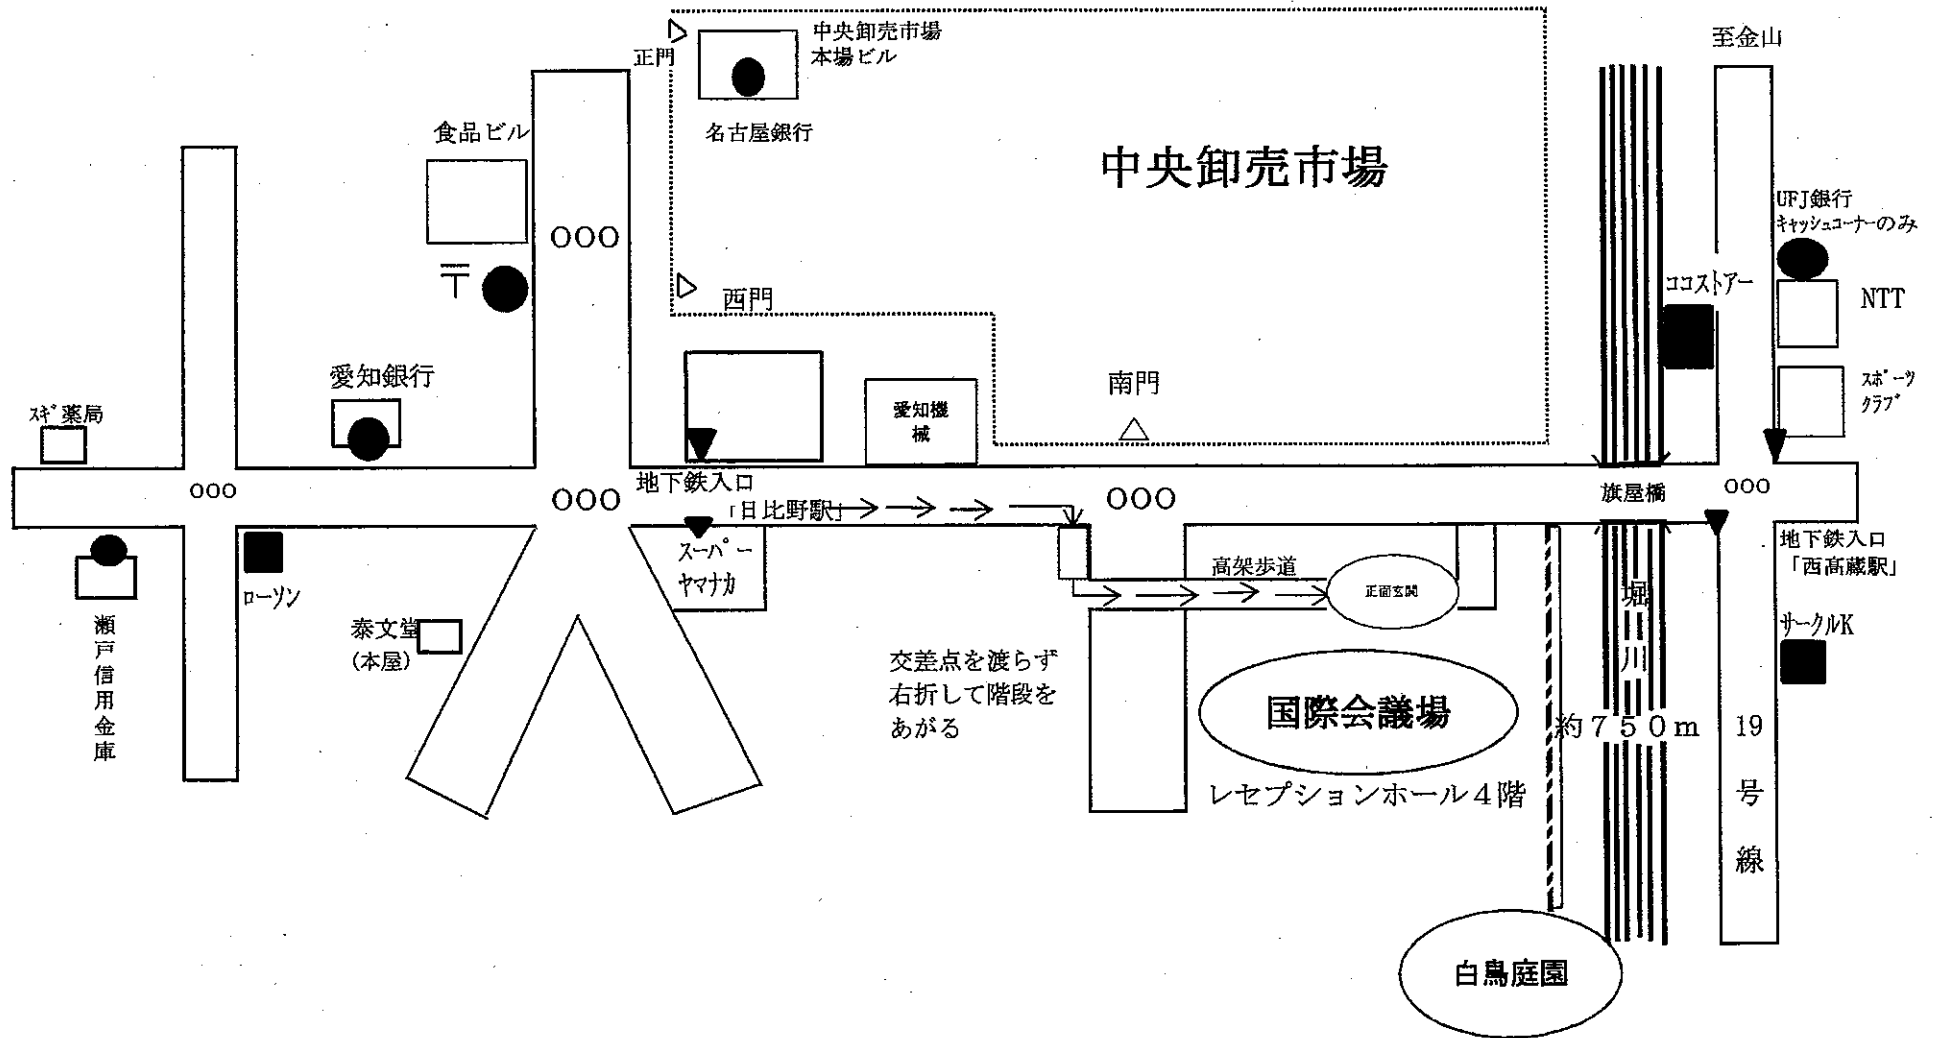 中央卸売市場
本場ビル
正門
名古屋銀行
食品ビル
〒
中央卸売市場
至金山
UFJ銀行
キャッシュコーナーのみ
ココストアー
NTT
スポーツ
クラブ
西門
南門
愛知銀行
愛知機
械
スギ薬局
OOO
OOO
OOO
OOO
OOO
地下鉄入口
「日比野駅」
旗屋橋
地下鉄入口
「西高蔵駅」
スーパー
ヤマナカ
高架歩道
正面玄関
ローソン
泰文堂
(本屋)
瀬戸信用金庫
交差点を渡らず
右折して階段を
あがる
国際会議場
レセプションホール4階
堀川
約750m
サークルK
19号線
白鳥庭園